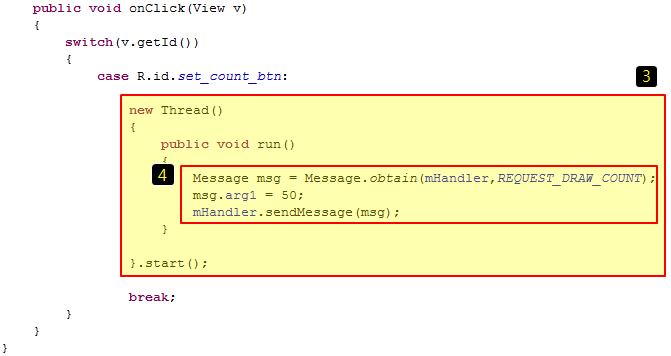 public void onClick(View v)
{
switch(v.getId())
{
case R.id.set_count_btn:
3
new Thread()
{
public void run()
{
4
Message msg = Message.obtain(mHandler,REQUEST_DRAW_COUNT);
msg.arg1 = 50;
mHandler.sendMessage(msg);
}
}.start();
break;
}
}
}